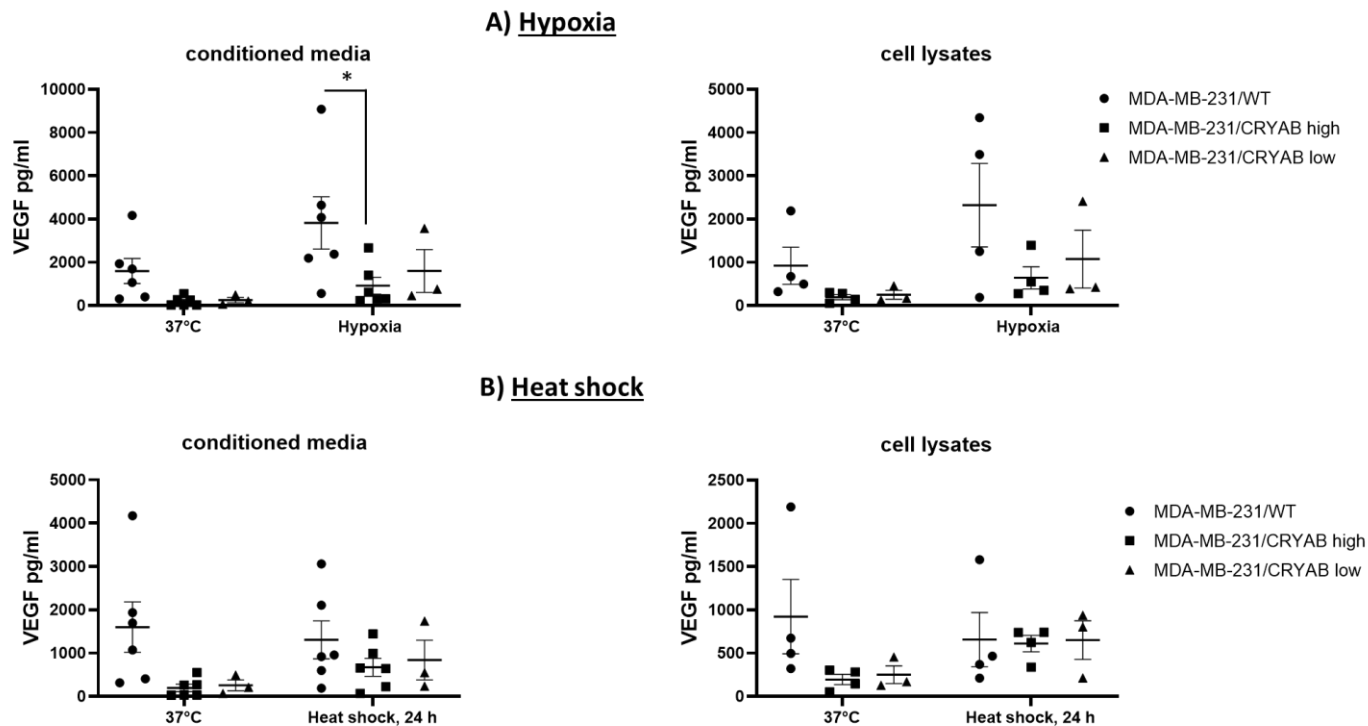 A) Hypoxia
conditioned media
*
VEGF pg/ml
10000
8000
6000
4000
2000
0
37°C
Hypoxia
cell lysates
VEGF pg/ml
5000
4000
3000
2000
1000
0
37°C
Hypoxia
MDA-MB-231/WT
MDA-MB-231/CRYAB high
MDA-MB-231/CRYAB low
B) Heat shock
conditioned media
VEGF pg/ml
5000
4000
3000
2000
1000
0
37°C
Heat shock, 24 h
cell lysates
VEGF pg/ml
2500
2000
1500
1000
500
0
37°C
Heat shock, 24 h
MDA-MB-231/WT
MDA-MB-231/CRYAB high
MDA-MB-231/CRYAB low